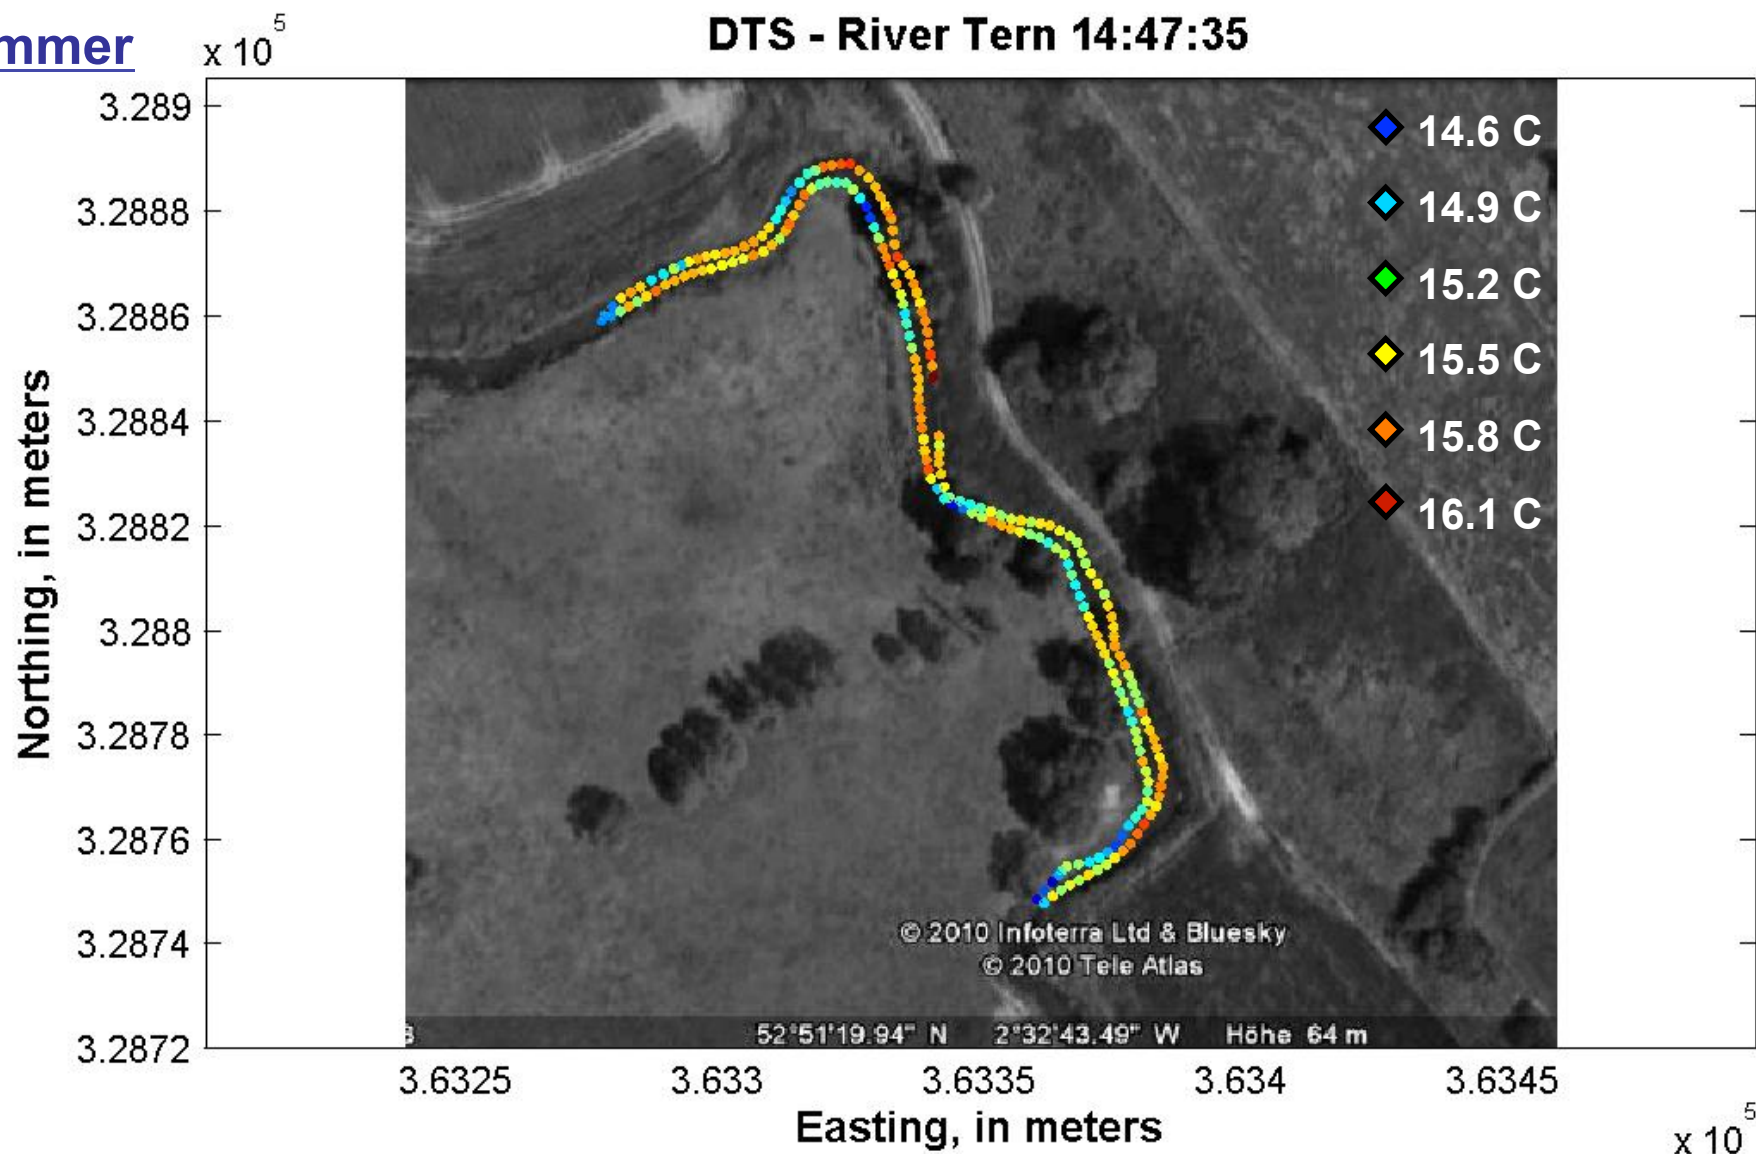 mmer
x 10 5
DTS - River Tern 14:47:35
3.289
3.2888
3.2886
3.2884
3.2882
3.288
3.2878
3.2876
3.2874
3.2872
Northing, in meters
14.6 C
14.9 C
15.2 C
15.5 C
15.8 C
16.1 C
© 2010 Infoterra Ltd & Bluesky
© 2010 Tele Atlas
52°51'19.94" N 2°32'43.49" W Höhe 64 m
3.6325 3.633 3.6335 3.634 3.6345
Easting, in meters
x 10 5